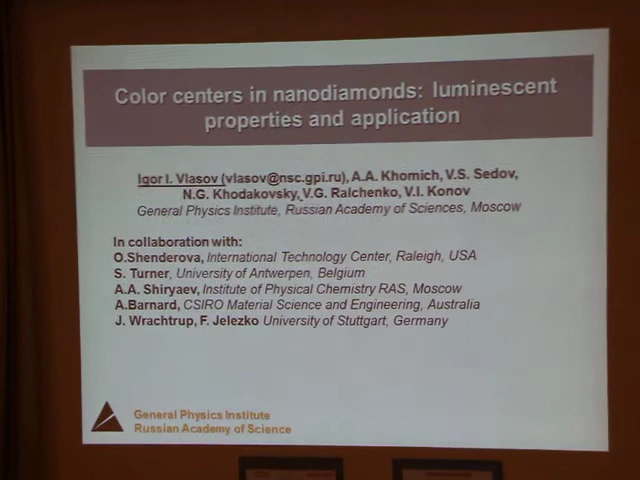 Color centers in nanodiamonds: luminescent
properties and application
Igor I. Vlasov (vlasov@nsc.gpi.ru), A.A. Khomich, V.S. Sedov,
N.G. Khodakovsky, V.G. Ralchenko, V.I. Konov
General Physics Institute, Russian Academy of Sciences, Moscow
In collaboration with:
O.Shenderova, International Technology Center, Raleigh, USA
S. Turner, University of Antwerpen, Belgium
A.A. Shiryaev, Institute of Physical Chemistry RAS, Moscow
A.Barnard, CSIRO Material Science and Engineering, Australia
J. Wrachtrup, F. Jelezko University of Stuttgart, Germany
General Physics Institute
Russian Academy of Science